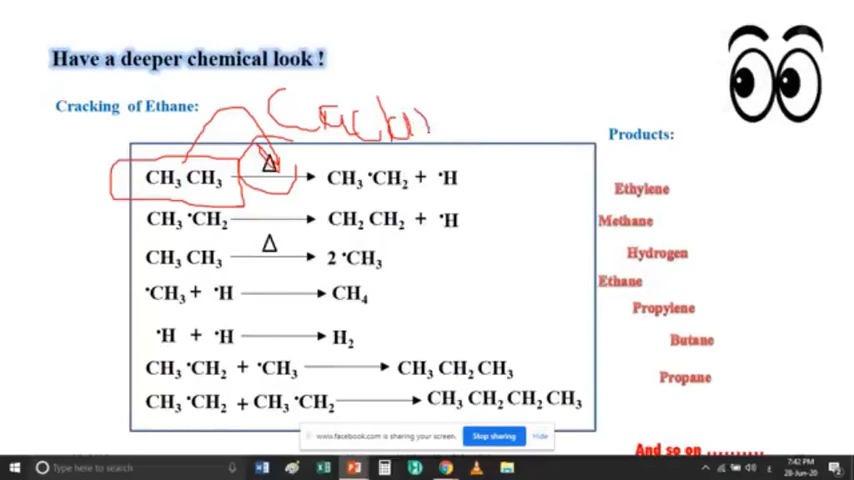 Have a deeper chemical look !
Cracking of Ethane:
Products:
CH₃ CH₃ Δ CH₃ •CH₂ + •H
CH₃ •CH₂ CH₂ CH₂ + •H
CH₃ CH₃ Δ 2 •CH₃
•CH₃ + •H CH₄
•H + •H H₂
CH₃ •CH₂ + •CH₃ CH₃ CH₂ CH₃
CH₃ •CH₂ + CH₃ •CH₂ CH₃ CH₂ CH₂ CH₃
Ethylene
Methane
Hydrogen
Ethane
Propylene
Butane
Propane
And so on ..........
www.facebook.com is sharing your screen.
Stop sharing
Hide
Type here to search
7:42 PM
28-Jun-20